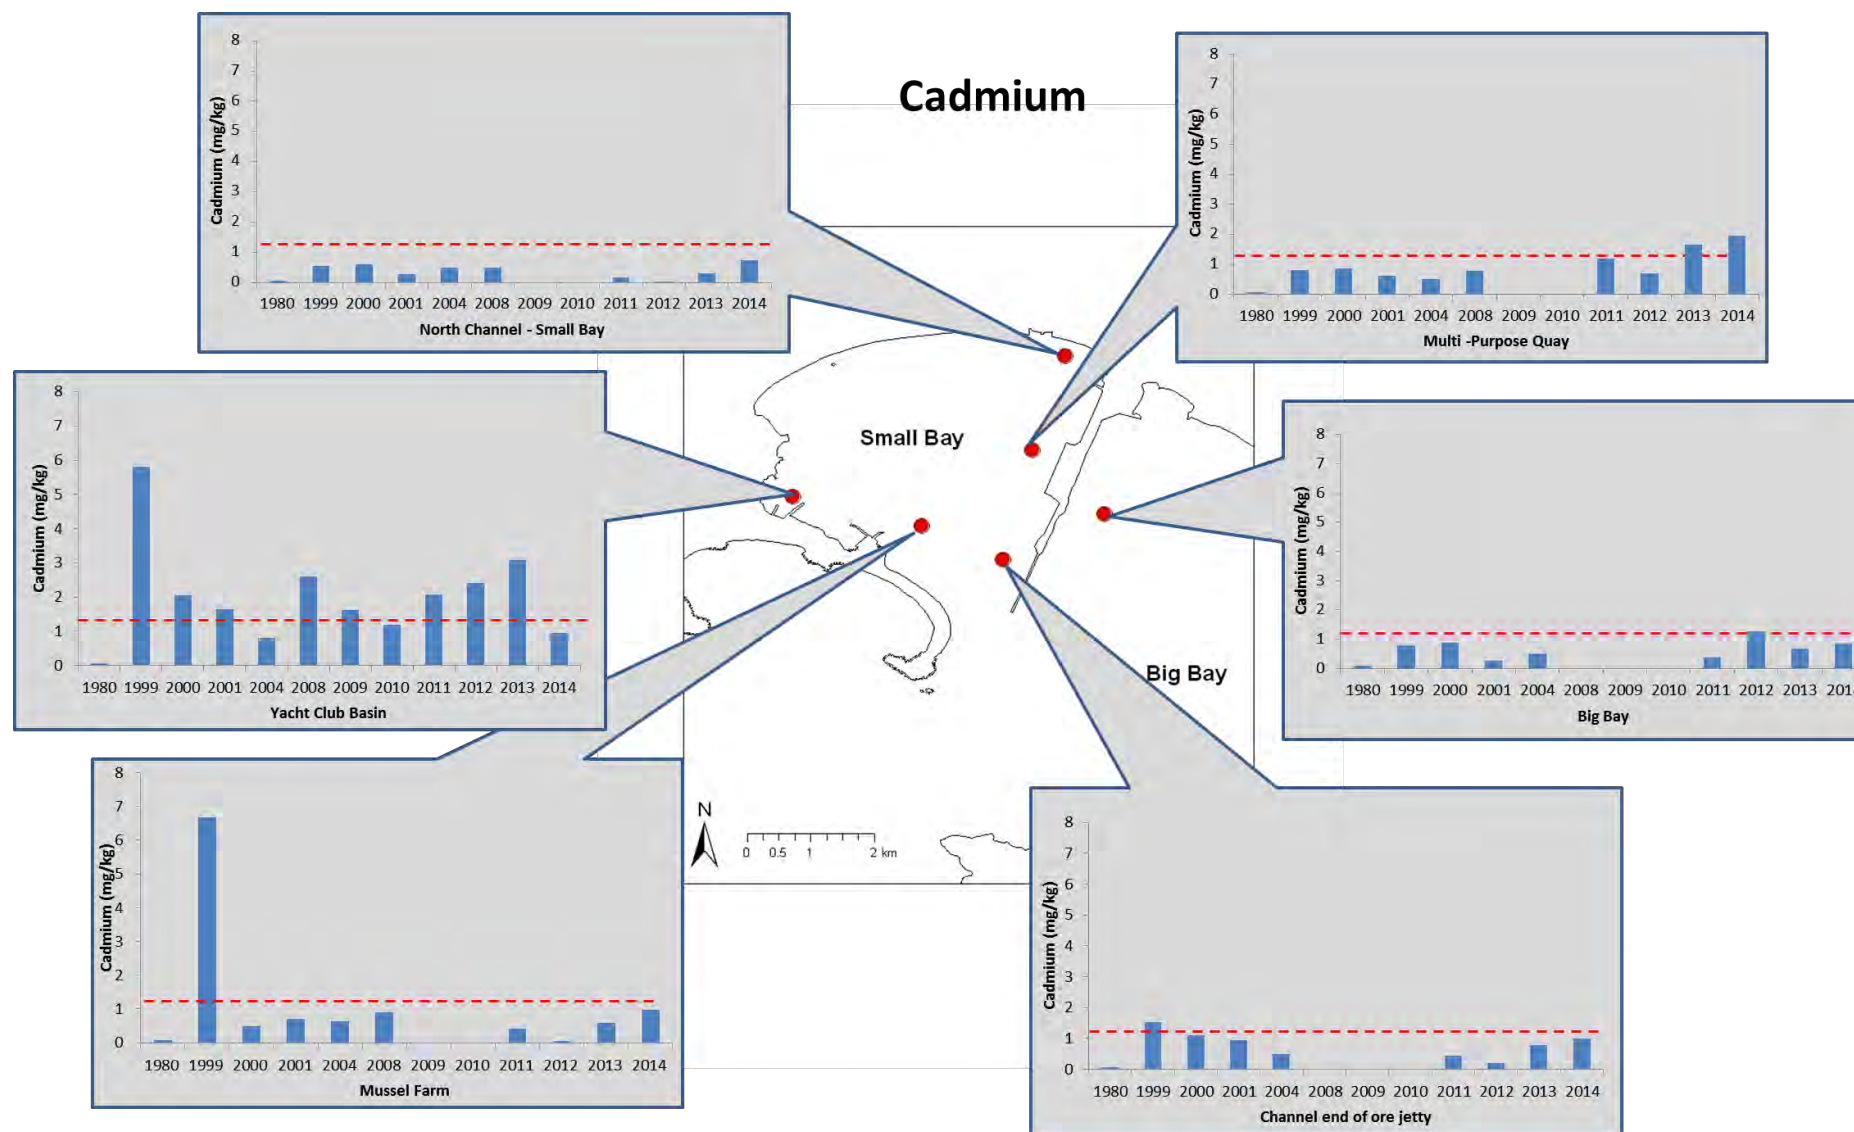 Cadmium
Cadmium (mg/kg)
8
7
6
5
4
3
2
1
0
1980 1999 2000 2001 2004 2008 2009 2010 2011 2012 2013 2014
North Channel - Small Bay
Cadmium (mg/kg)
8
7
6
5
4
3
2
1
0
1980 1999 2000 2001 2004 2008 2009 2010 2011 2012 2013 2014
Multi -Purpose Quay
Cadmium (mg/kg)
8
7
6
5
4
3
2
1
0
1980 1999 2000 2001 2004 2008 2009 2010 2011 2012 2013 2014
Yacht Club Basin
Small Bay
Big Bay
Cadmium (mg/kg)
8
7
6
5
4
3
2
1
0
1980 1999 2000 2001 2004 2008 2009 2010 2011 2012 2013 2014
Big Bay
Cadmium (mg/kg)
8
7
6
5
4
3
2
1
0
1980 1999 2000 2001 2004 2008 2009 2010 2011 2012 2013 2014
Mussel Farm
N
0 0.5 1 2 km
Cadmium (mg/kg)
8
7
6
5
4
3
2
1
0
1980 1999 2000 2001 2004 2008 2009 2010 2011 2012 2013 2014
Channel end of ore jetty